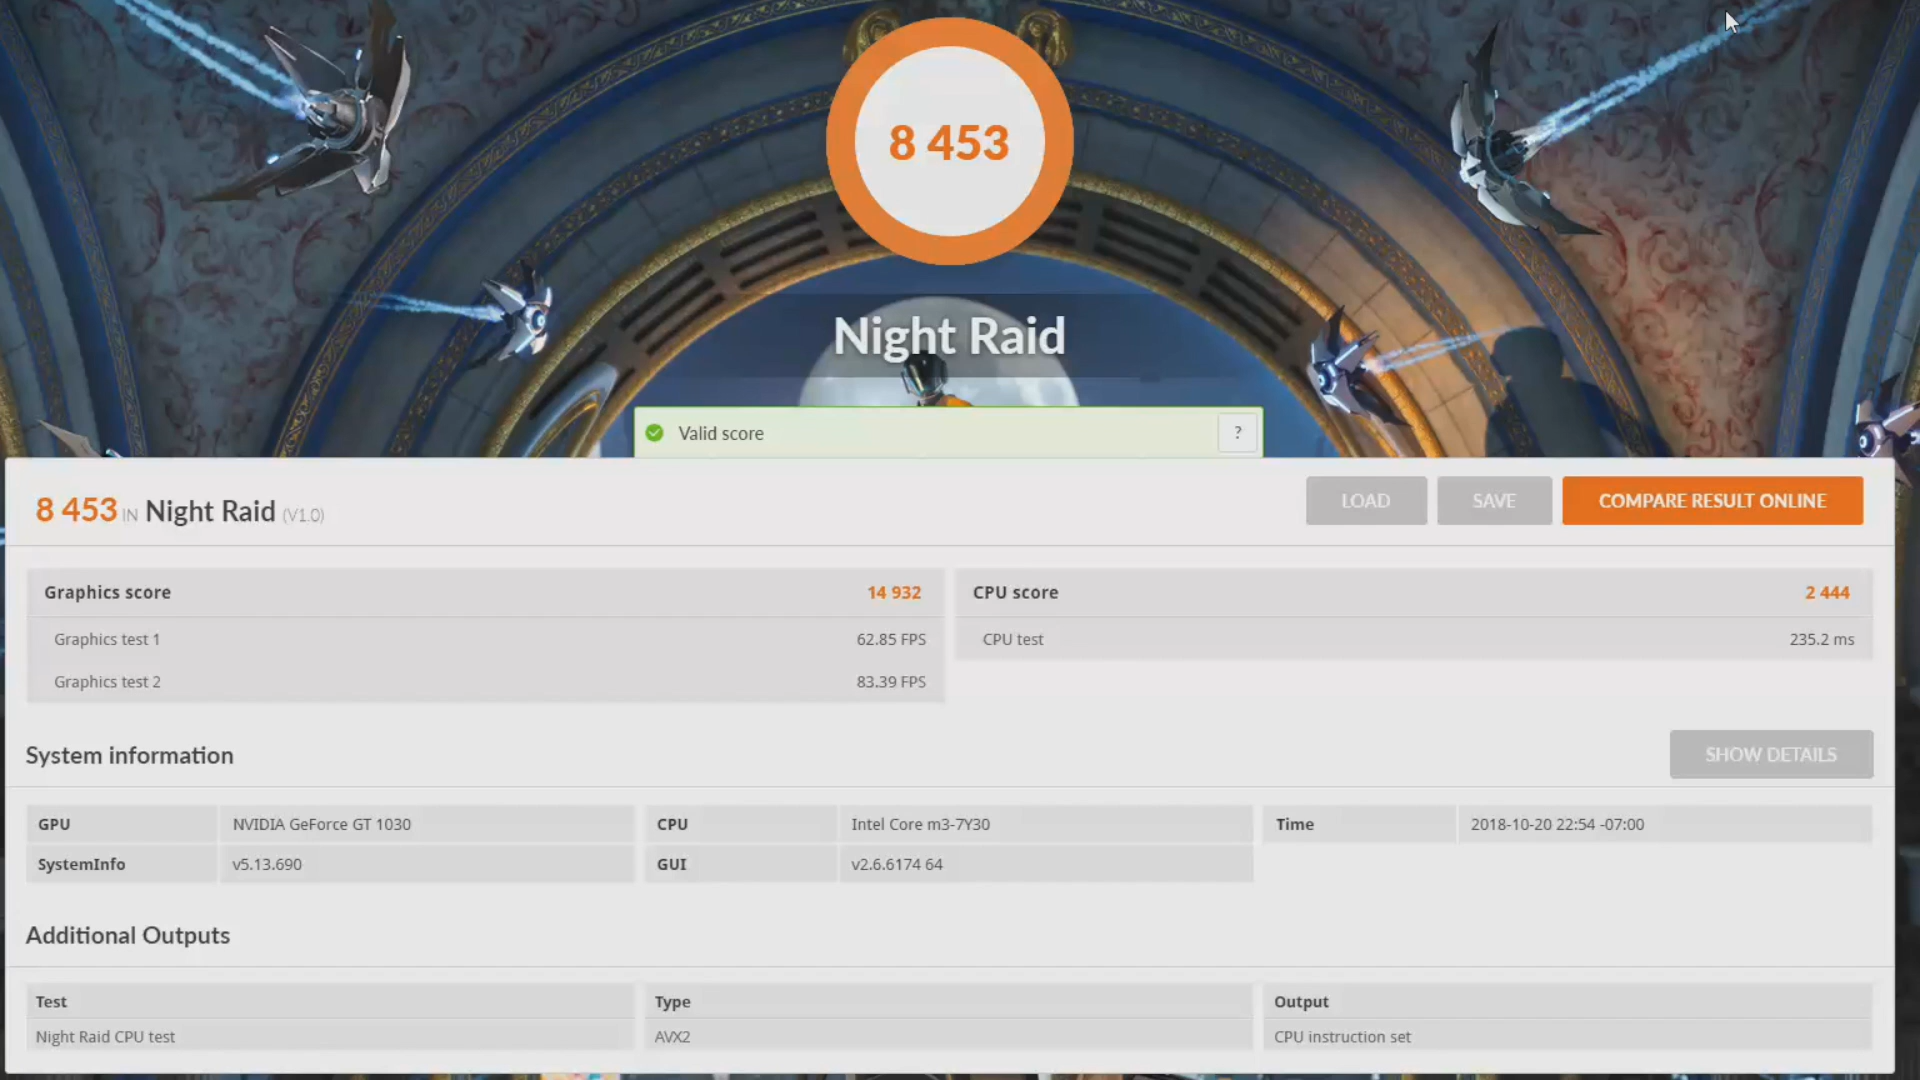 8 453
Night Raid
Valid score ?
8 453 IN Night Raid (V1.0)
LOAD SAVE COMPARE RESULT ONLINE
Graphics score 14 932
Graphics test 1 62.85 FPS
Graphics test 2 83.39 FPS
CPU score 2 444
CPU test 235.2 ms
System information
SHOW DETAILS
GPU NVIDIA GeForce GT 1030 CPU Intel Core m3-7Y30 Time 2018-10-20 22:54 -07:00
SystemInfo v5.13.690 GUI v2.6.6174 64
Additional Outputs
Test Type Output
Night Raid CPU test AVX2 CPU instruction set